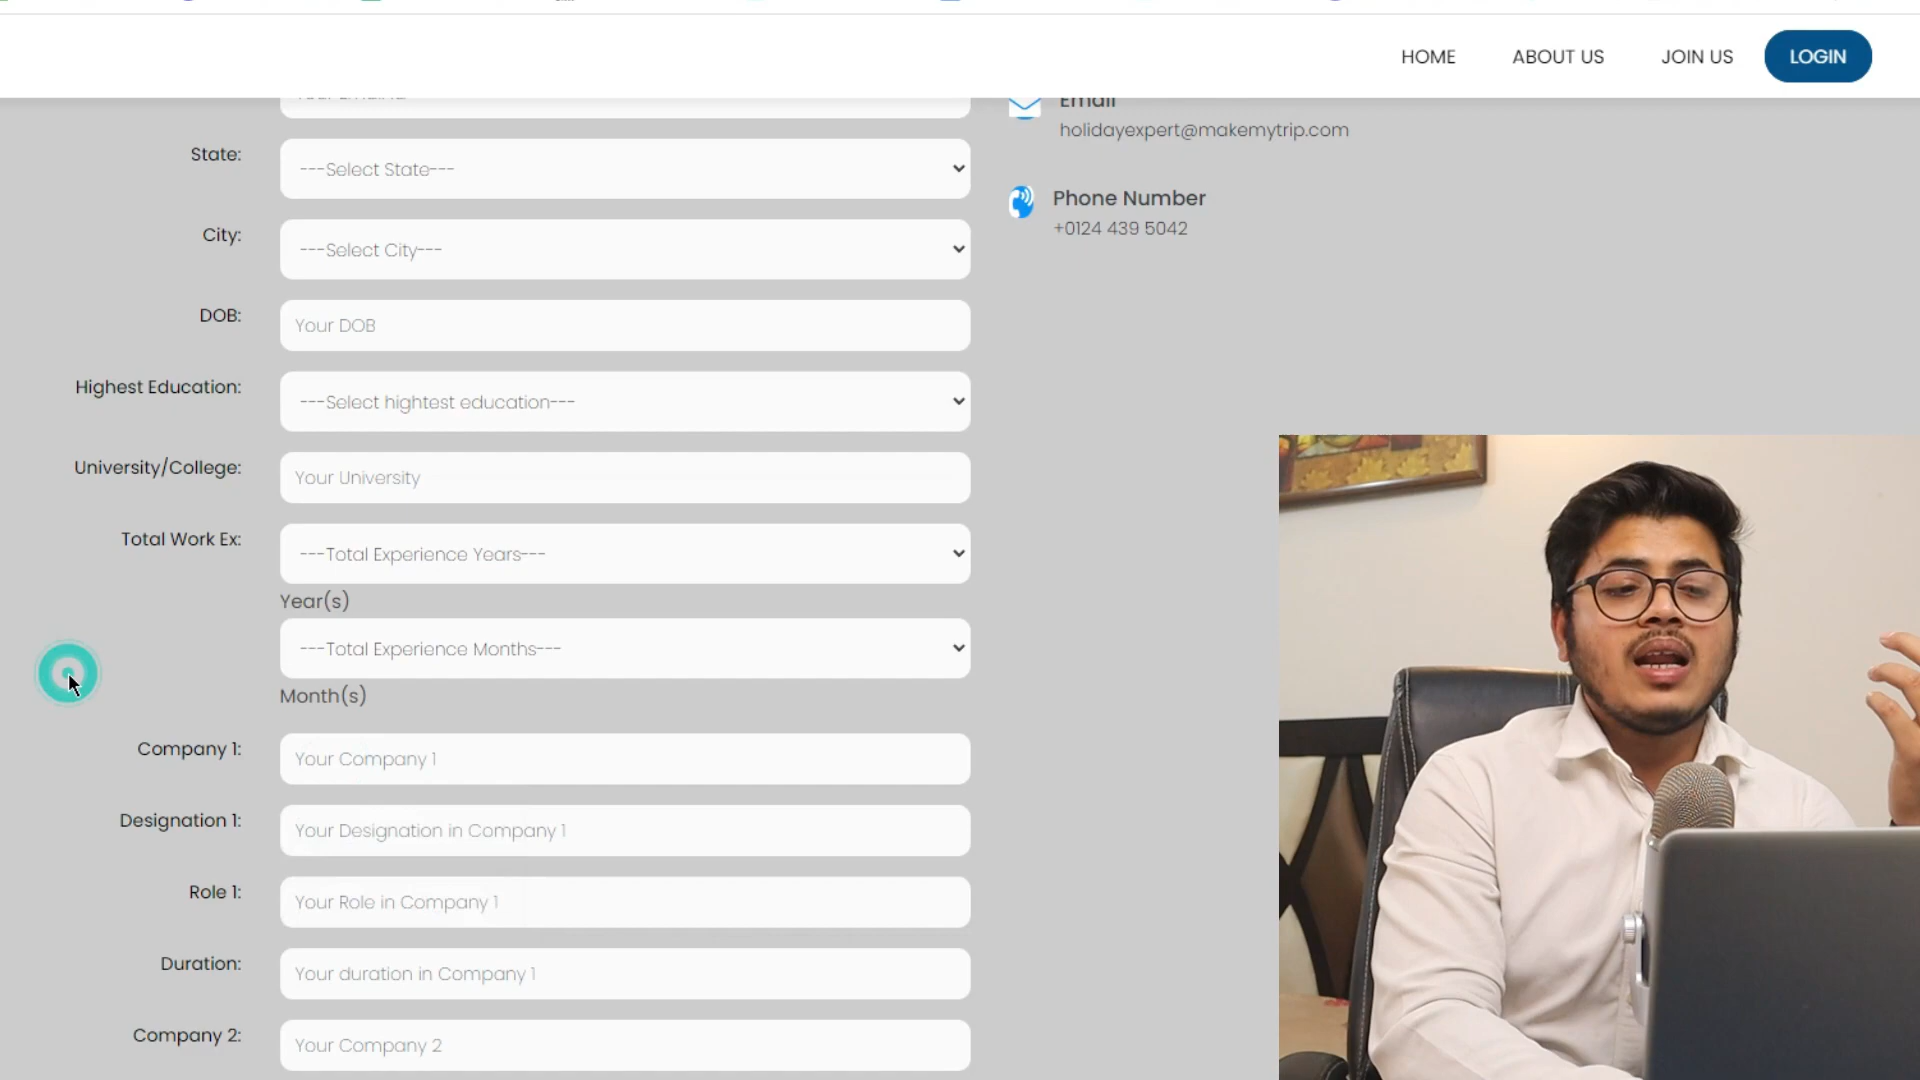 HOME ABOUT US JOIN US LOGIN
Email
holidayexpert@makemytrip.com
State: ---Select State---
Phone Number
+0124 439 5042
City: ---Select City---
DOB: Your DOB
Highest Education: ---Select hightest education---
University/College: Your University
Total Work Ex: ---Total Experience Years---
Year(s)
---Total Experience Months---
Month(s)
Company 1: Your Company 1
Designation 1: Your Designation in Company 1
Role 1: Your Role in Company 1
Duration: Your duration in Company 1
Company 2: Your Company 2